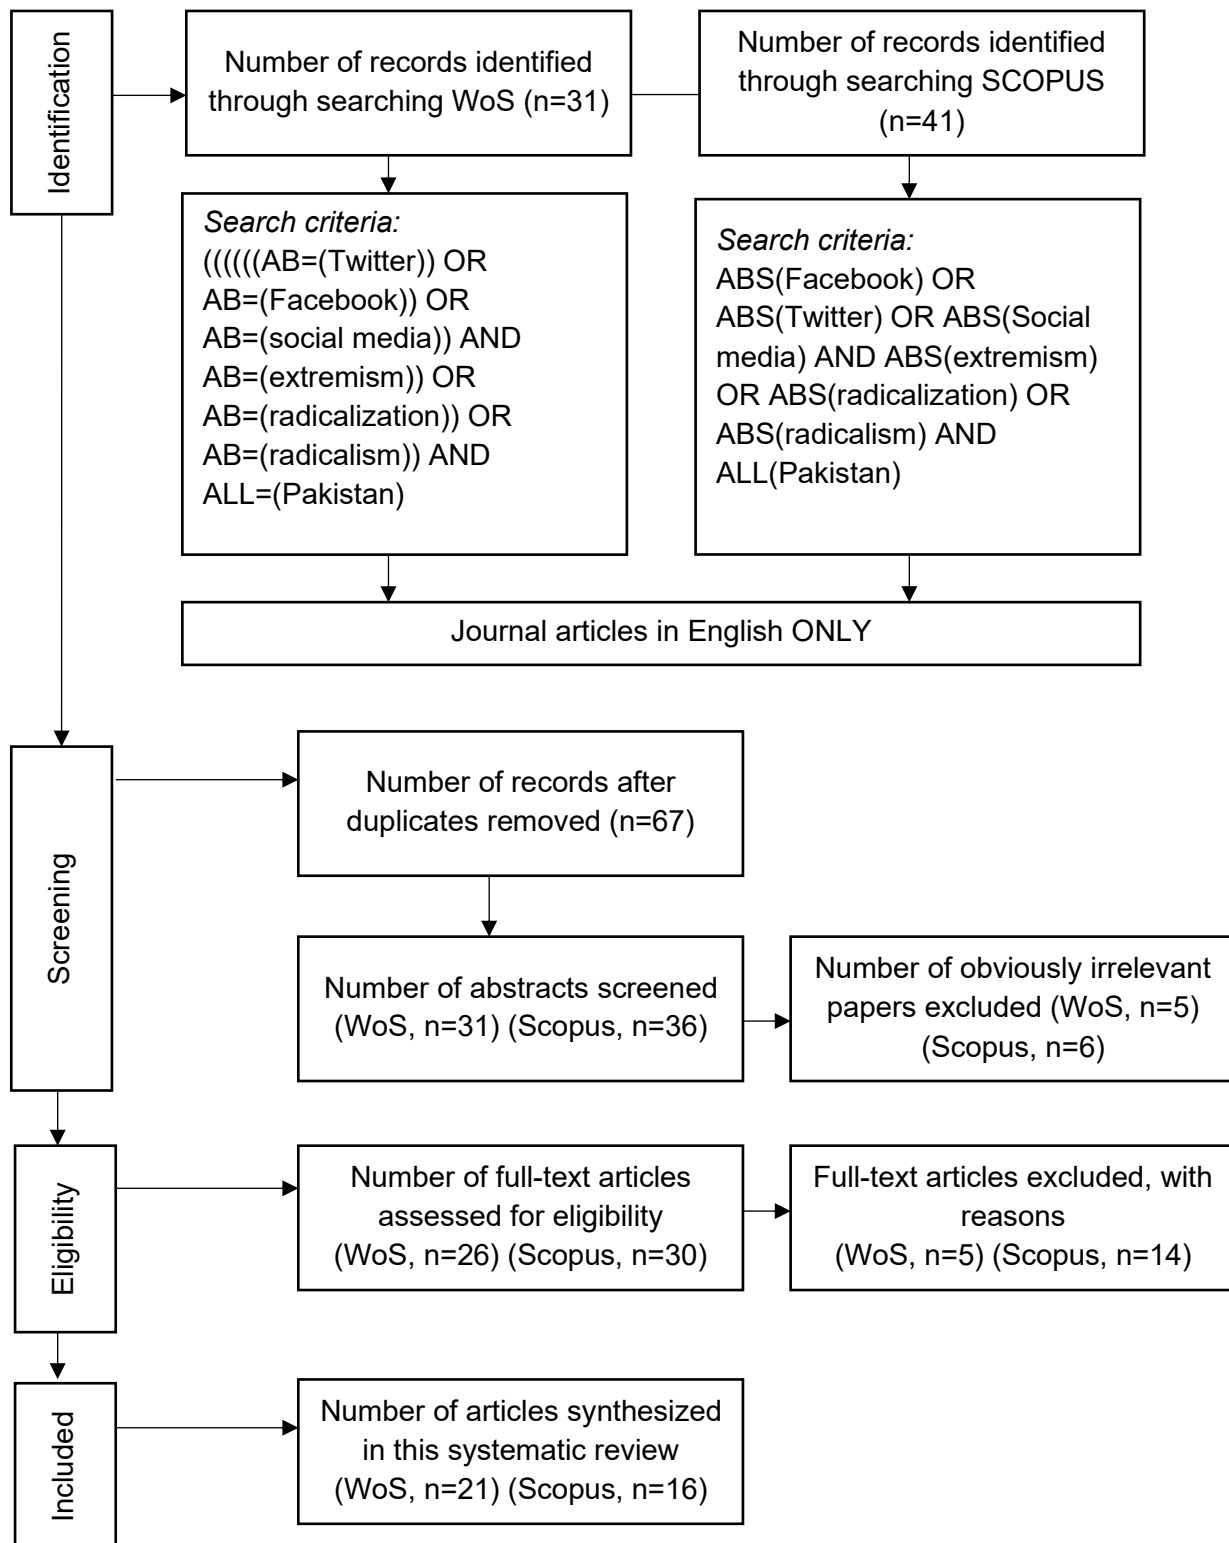 Identification
Number of records identified
through searching WoS (n=31)
Number of records identified
through searching SCOPUS
(n=41)
Search criteria:
((((((AB=(Twitter)) OR
AB=(Facebook)) OR
AB=(social media)) AND
AB=(extremism)) OR
AB=(radicalization)) OR
AB=(radicalism)) AND
ALL=(Pakistan)
Search criteria:
ABS(Facebook) OR
ABS(Twitter) OR ABS(Social
media) AND ABS(extremism)
OR ABS(radicalization) OR
ABS(radicalism) AND
ALL(Pakistan)
Journal articles in English ONLY
Screening
Number of records after
duplicates removed (n=67)
Number of abstracts screened
(WoS, n=31) (Scopus, n=36)
Number of obviously irrelevant
papers excluded (WoS, n=5)
(Scopus, n=6)
Eligibility
Number of full-text articles
assessed for eligibility
(WoS, n=26) (Scopus, n=30)
Full-text articles excluded, with
reasons
(WoS, n=5) (Scopus, n=14)
Included
Number of articles synthesized
in this systematic review
(WoS, n=21) (Scopus, n=16)